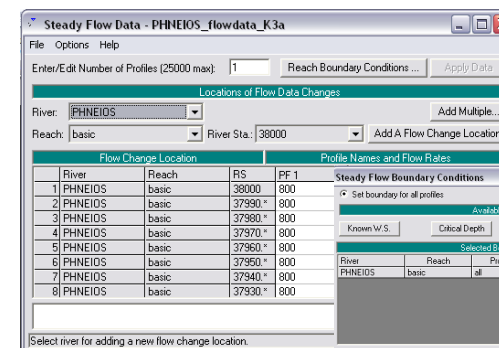 Steady Flow Data - PHNEIOS_flowdata_K3a
File Options Help
Enter/Edit Number of Profiles (25000 max): 1 Reach Boundary Conditions ... Apply Data
Locations of Flow Data Changes
River: PHNEIOS Add Multiple...
Reach: basic River Sta.: 38000 Add A Flow Change Location
Flow Change Location Profile Names and Flow Rates
River Reach RS PF 1
1 PHNEIOS basic 38000 800
2 PHNEIOS basic 37990.* 800
3 PHNEIOS basic 37980.* 800
4 PHNEIOS basic 37970.* 800
5 PHNEIOS basic 37960.* 800
6 PHNEIOS basic 37950.* 800
7 PHNEIOS basic 37940.* 800
8 PHNEIOS basic 37930.* 800
Steady Flow Boundary Conditions
Set boundary for all profiles
Availabl
Known W.S. Critical Depth
Selected Bo
River Reach Pro
PHNEIOS basic all
Select river for adding a new flow change location.